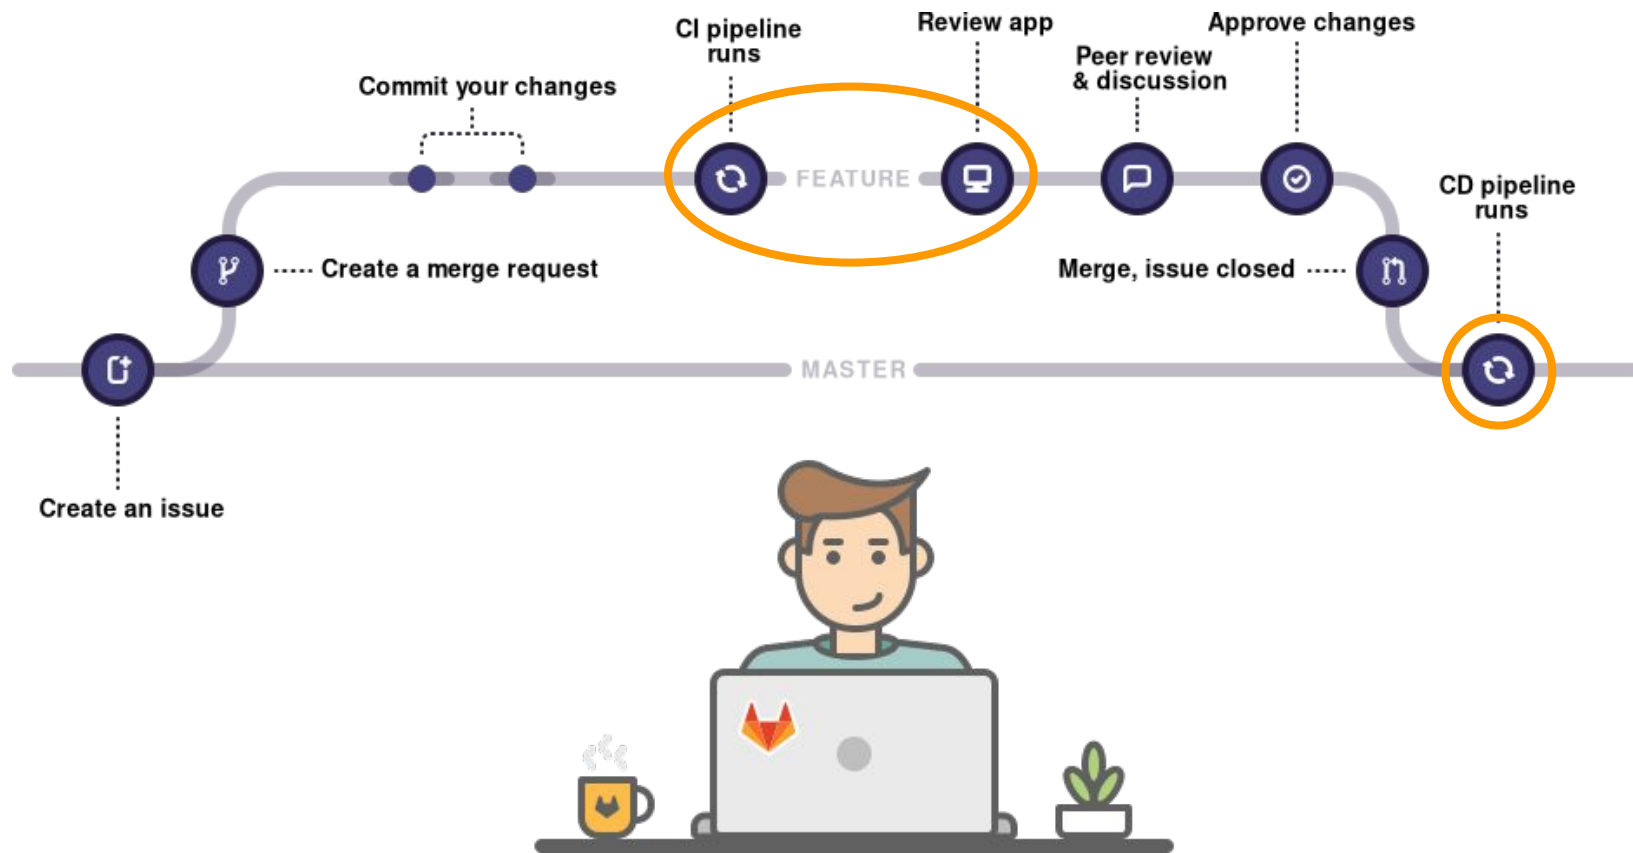 CI pipeline
runs
Review app
Approve changes
Peer review
& discussion
Commit your changes
FEATURE
CD pipeline
runs
Create a merge request
Merge, issue closed
MASTER
Create an issue